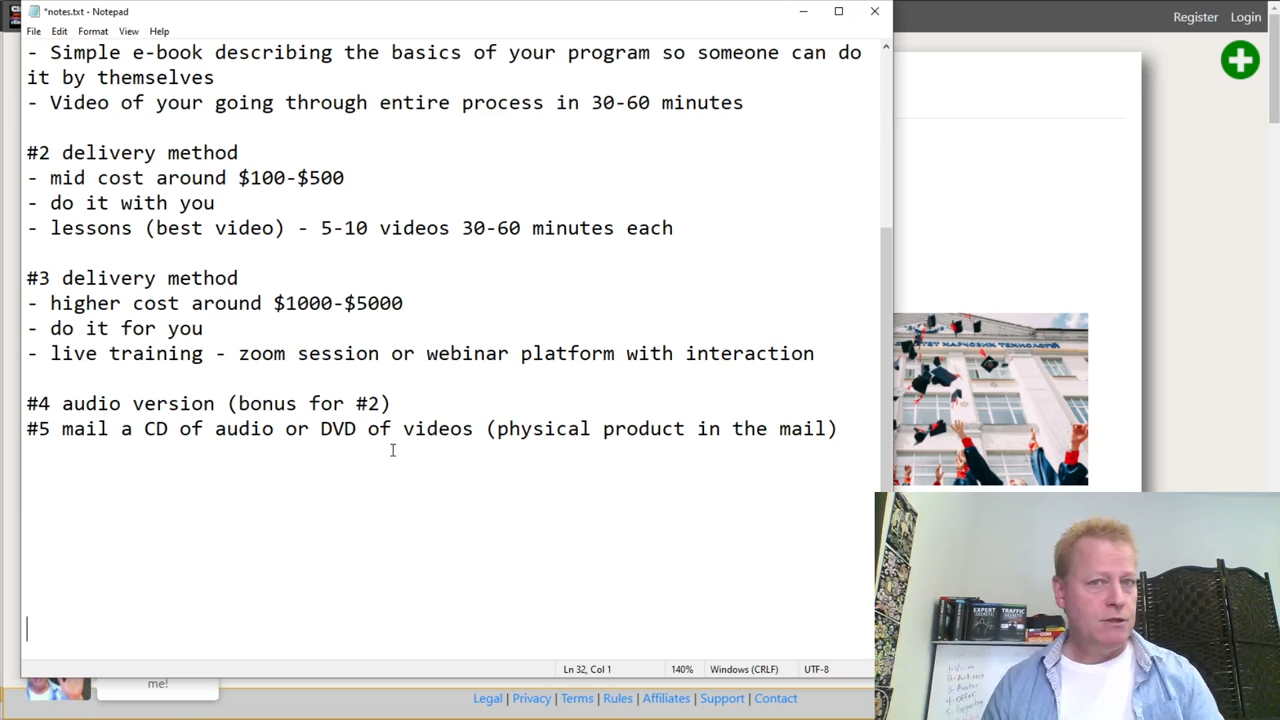 *notes.txt - Notepad
Register Login
File Edit Format View Help
- Simple e-book describing the basics of your program so someone can do
it by themselves
- Video of your going through entire process in 30-60 minutes
#2 delivery method
- mid cost around $100-$500
- do it with you
- lessons (best video) - 5-10 videos 30-60 minutes each
#3 delivery method
- higher cost around $1000-$5000
- do it for you
- live training - zoom session or webinar platform with interaction
#4 audio version (bonus for #2)
#5 mail a CD of audio or DVD of videos (physical product in the mail)
EXPERT
TRAFFIC
Ln 32, Col 1 140% Windows (CRLF) UTF-8
me!
Legal | Privacy | Terms | Rules | Affiliates | Support | Contact